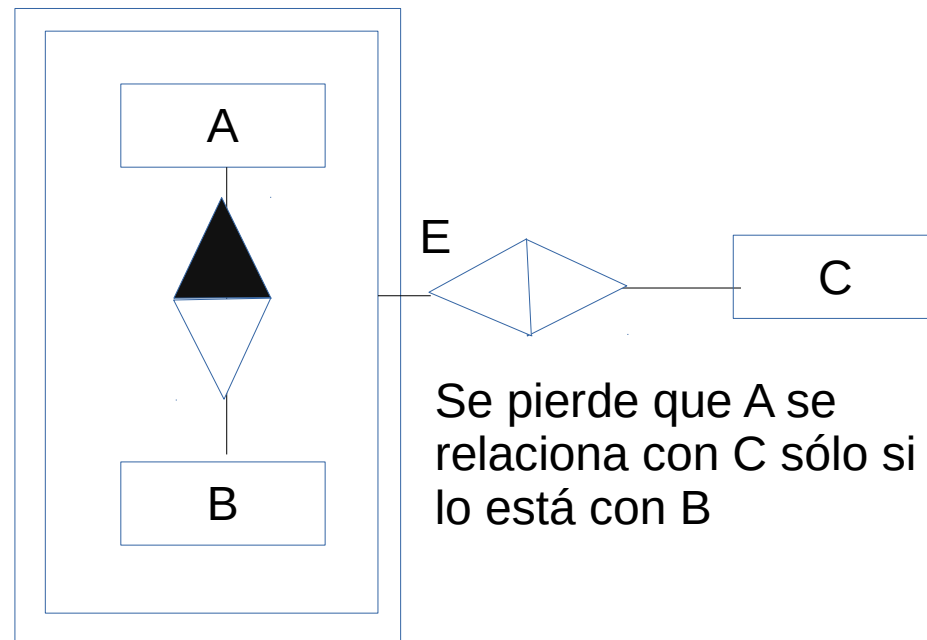 A
E
C
Se pierde que A se
relaciona con C sólo si
lo está con B
B